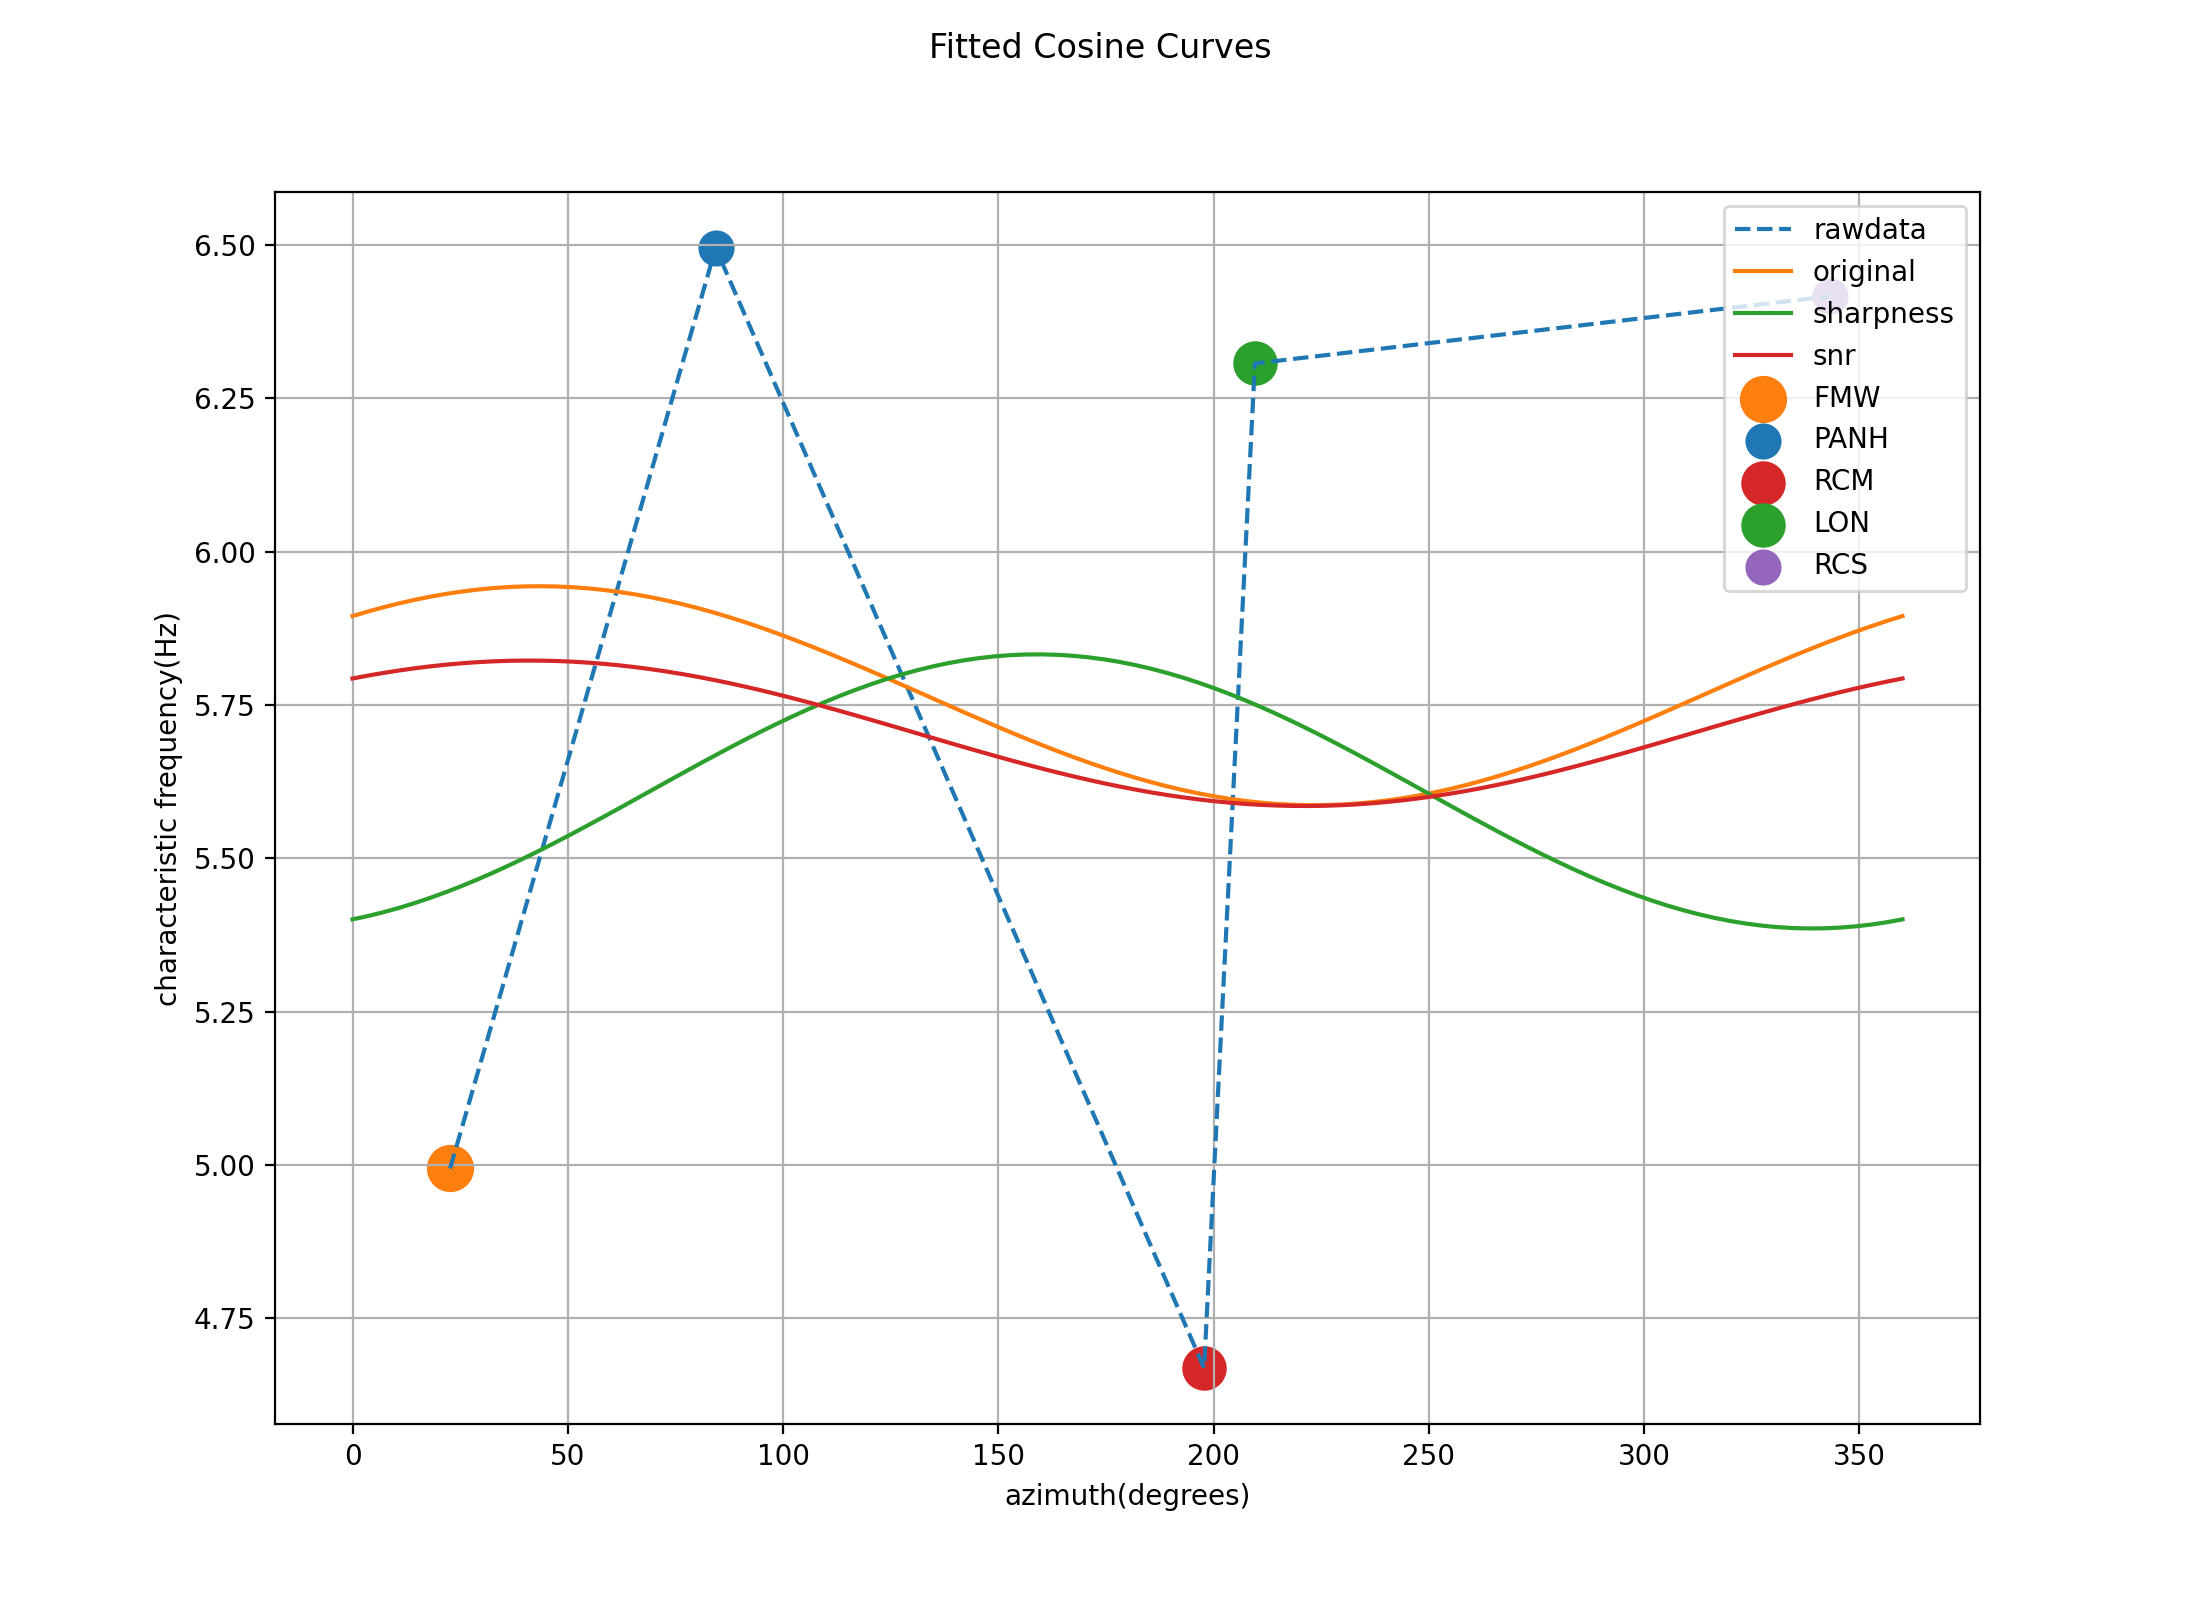 Fitted Cosine Curves
6.50
6.25
6.00
5.75
5.50
5.25
5.00
4.75
characteristic frequency(Hz)
rawdata
original
sharpness
snr
FMW
PANH
RCM
LON
RCS
0 50 100 150 200 250 300 350
azimuth(degrees)